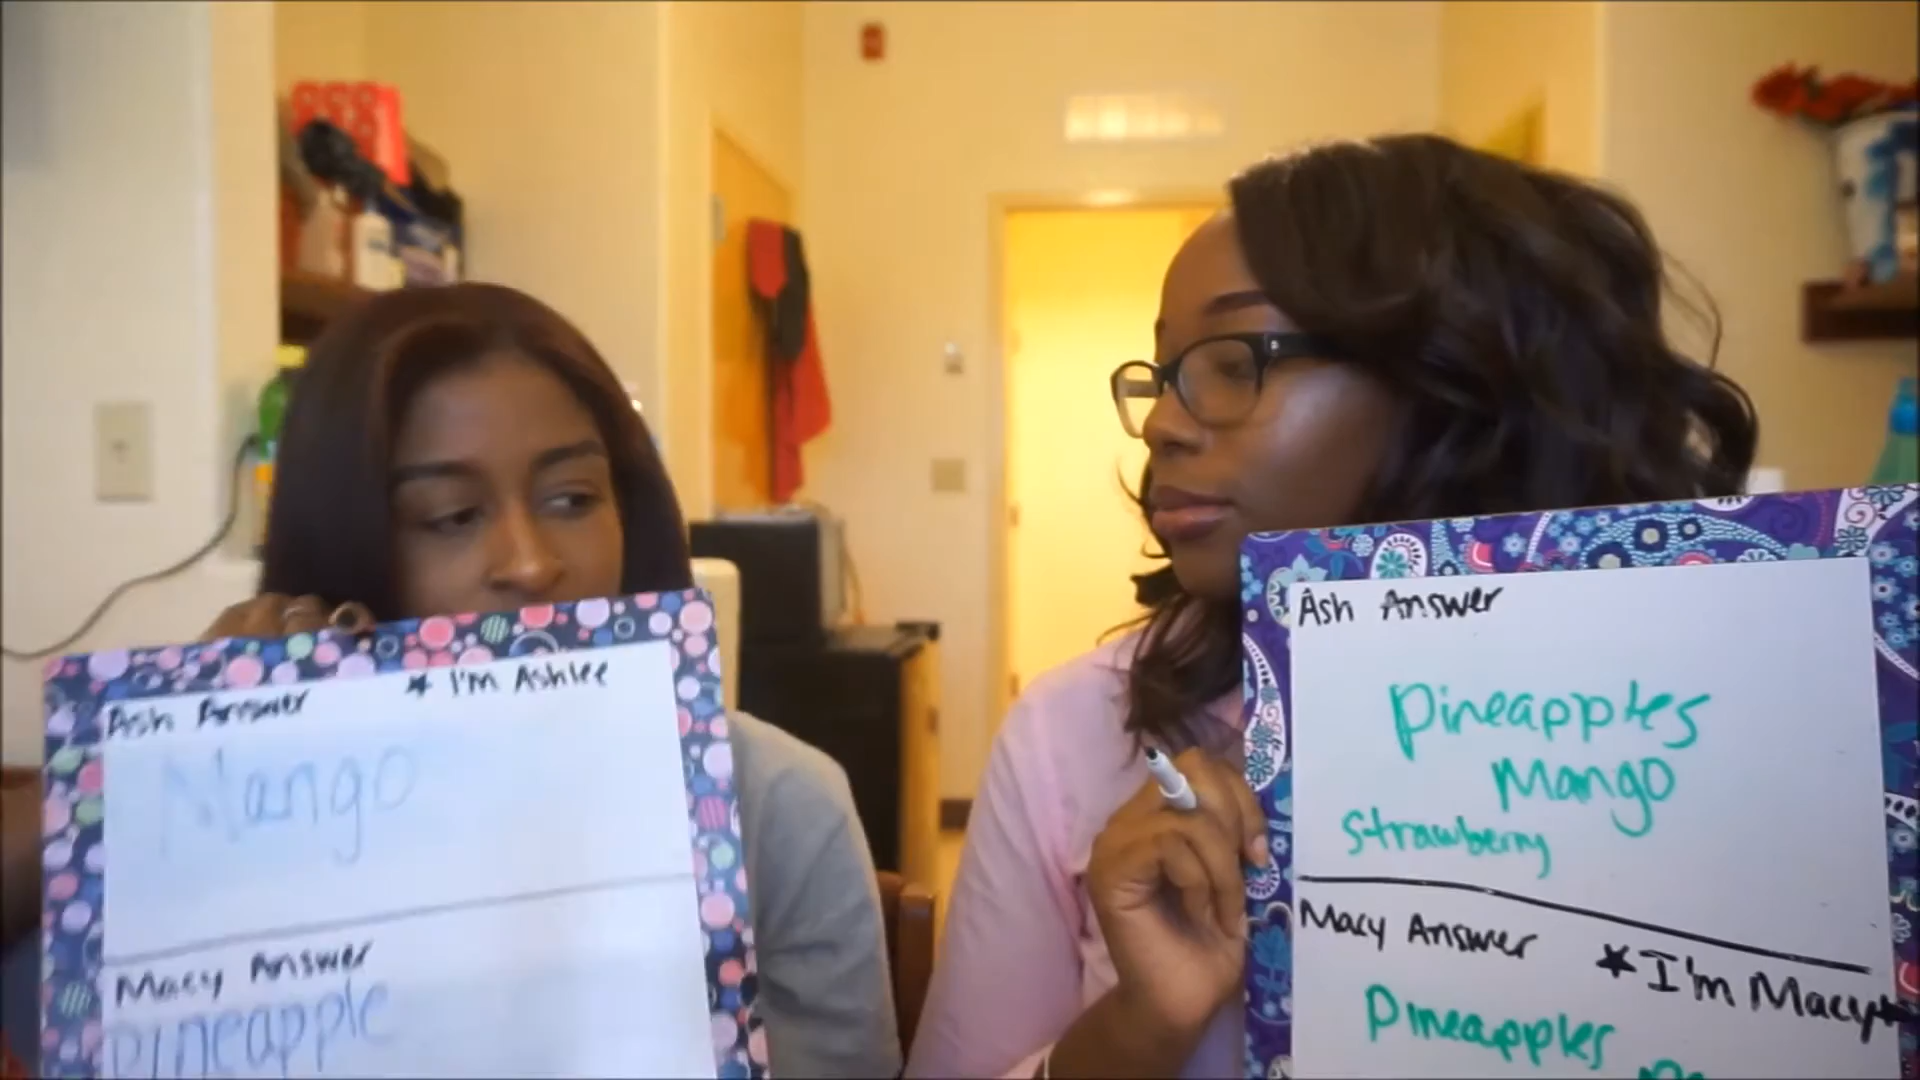 Ash Answer * I'm Ashlee
Mango
Macy Answer
Pineapple
Ash Answer
Pineapples
Mango
Strawberry
Macy Answer * I'm Macy
Pineapples